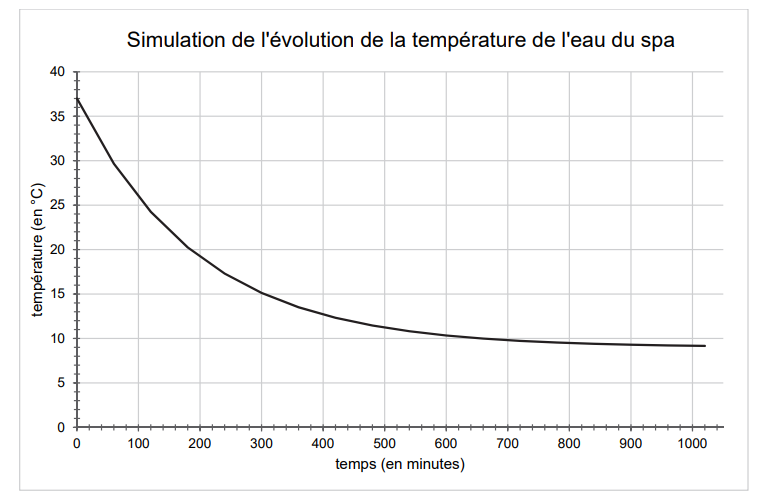 Simulation de l'évolution de la température de l'eau du spa
40
35
30
25
20
15
10
5
0
température (en °C)
0 100 200 300 400 500 600 700 800 900 1000
temps (en minutes)